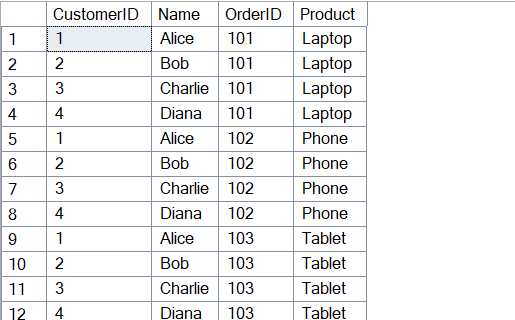 CustomerID Name OrderID Product
1 1 Alice 101 Laptop
2 2 Bob 101 Laptop
3 3 Charlie 101 Laptop
4 4 Diana 101 Laptop
5 1 Alice 102 Phone
6 2 Bob 102 Phone
7 3 Charlie 102 Phone
8 4 Diana 102 Phone
9 1 Alice 103 Tablet
10 2 Bob 103 Tablet
11 3 Charlie 103 Tablet
12 4 Diana 103 Tablet